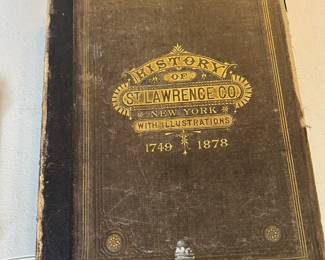 HISTORY
OF
ST. LAWRENCE CO.
NEW YORK
WITH ILLUSTRATIONS
1749 1878